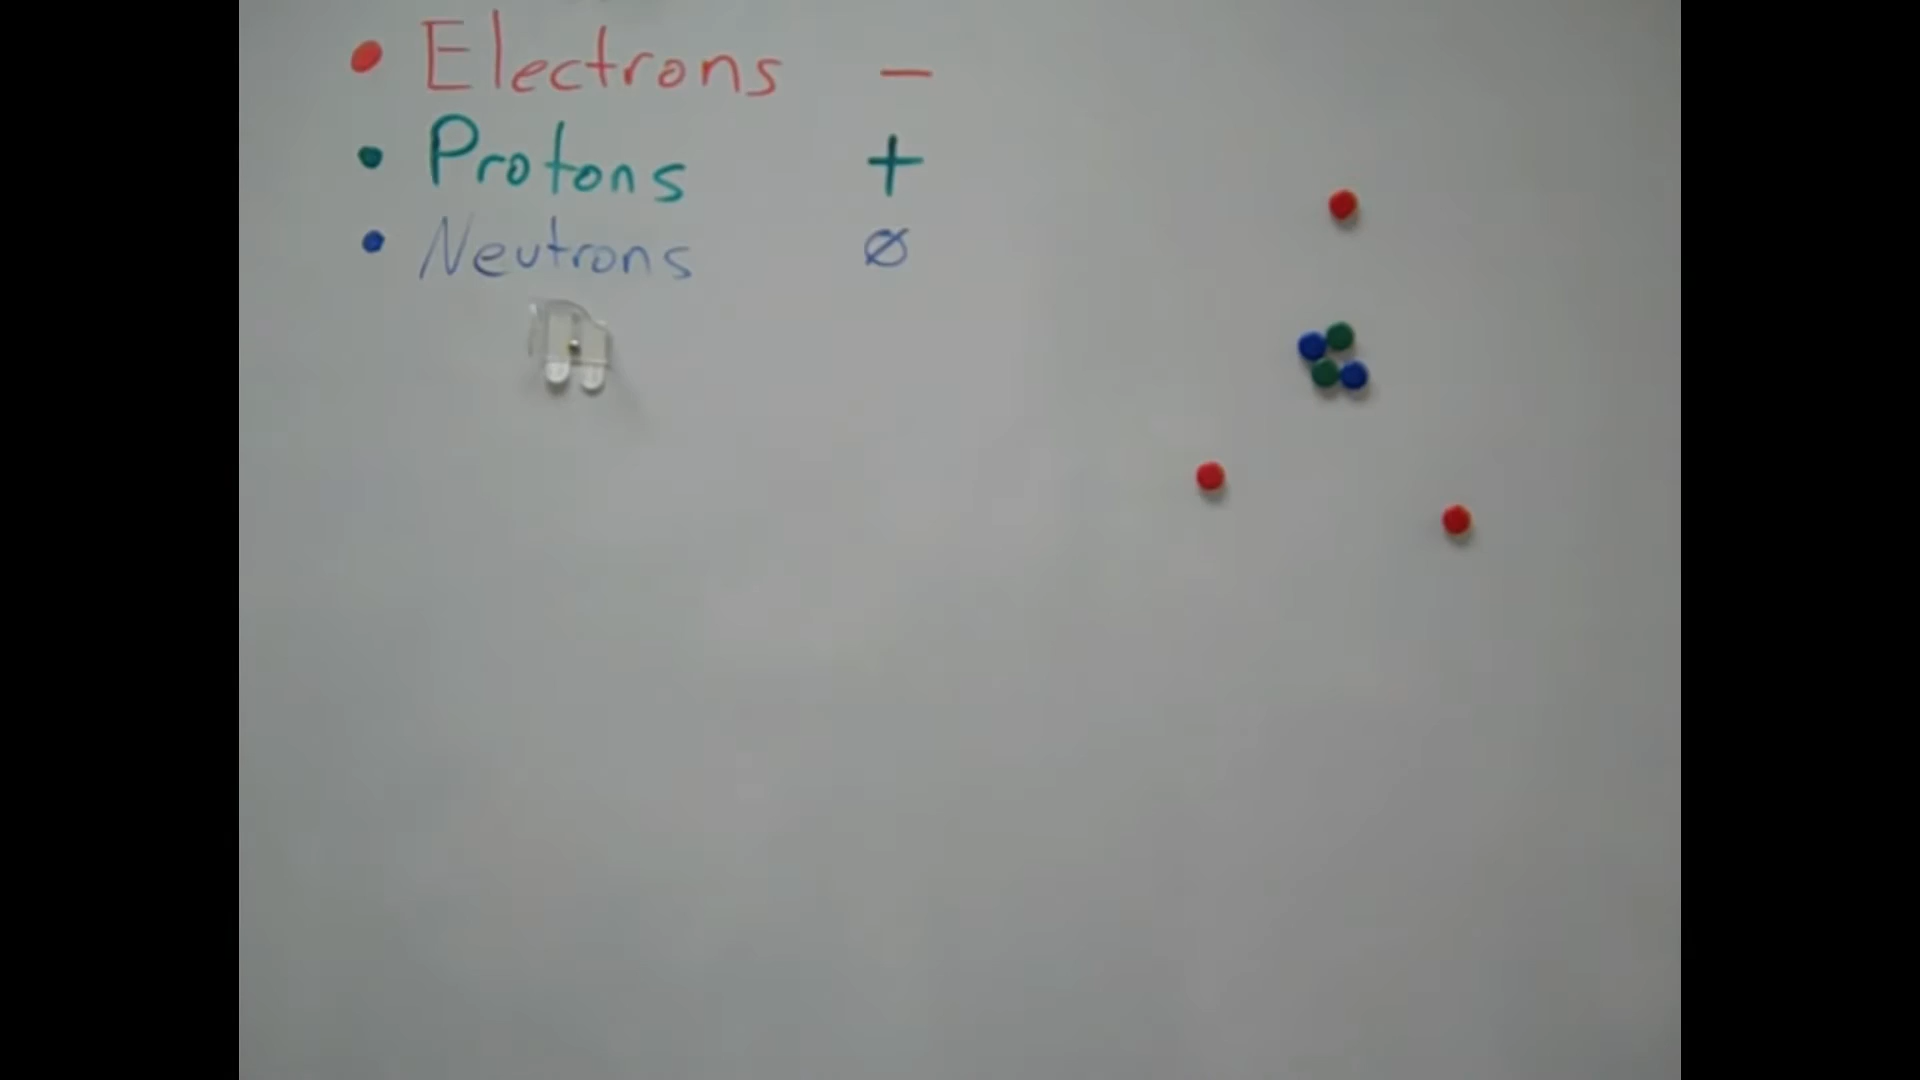 • Electrons −
• Protons +
• Neutrons ∅